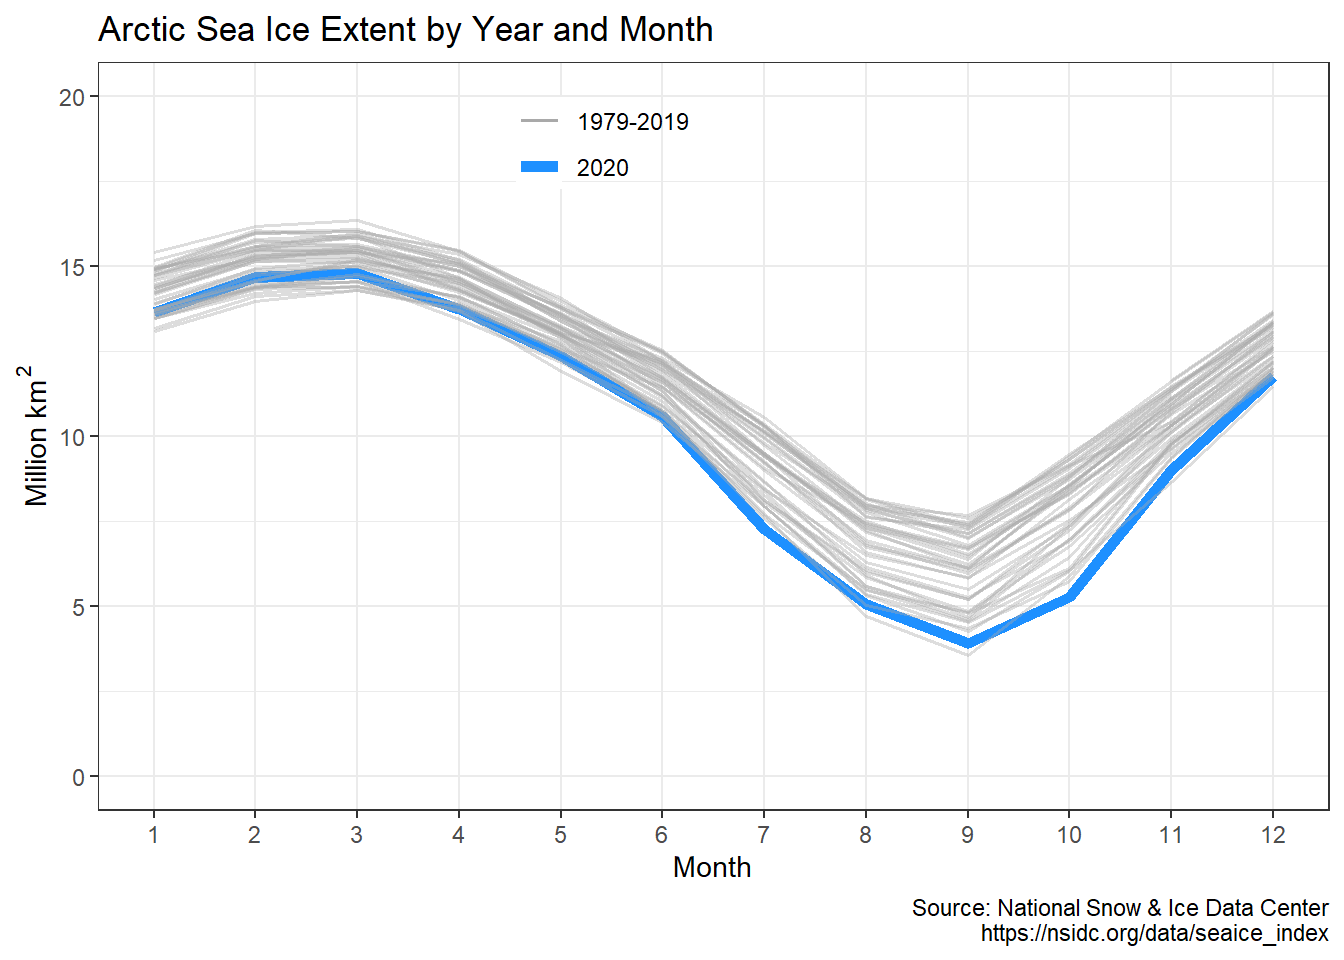 Arctic Sea Ice Extent by Year and Month
20
15
10
5
0
Million km²
1979-2019
2020
1 2 3 4 5 6 7 8 9 10 11 12
Month
Source: National Snow & Ice Data Center
https://nsidc.org/data/seaice_index